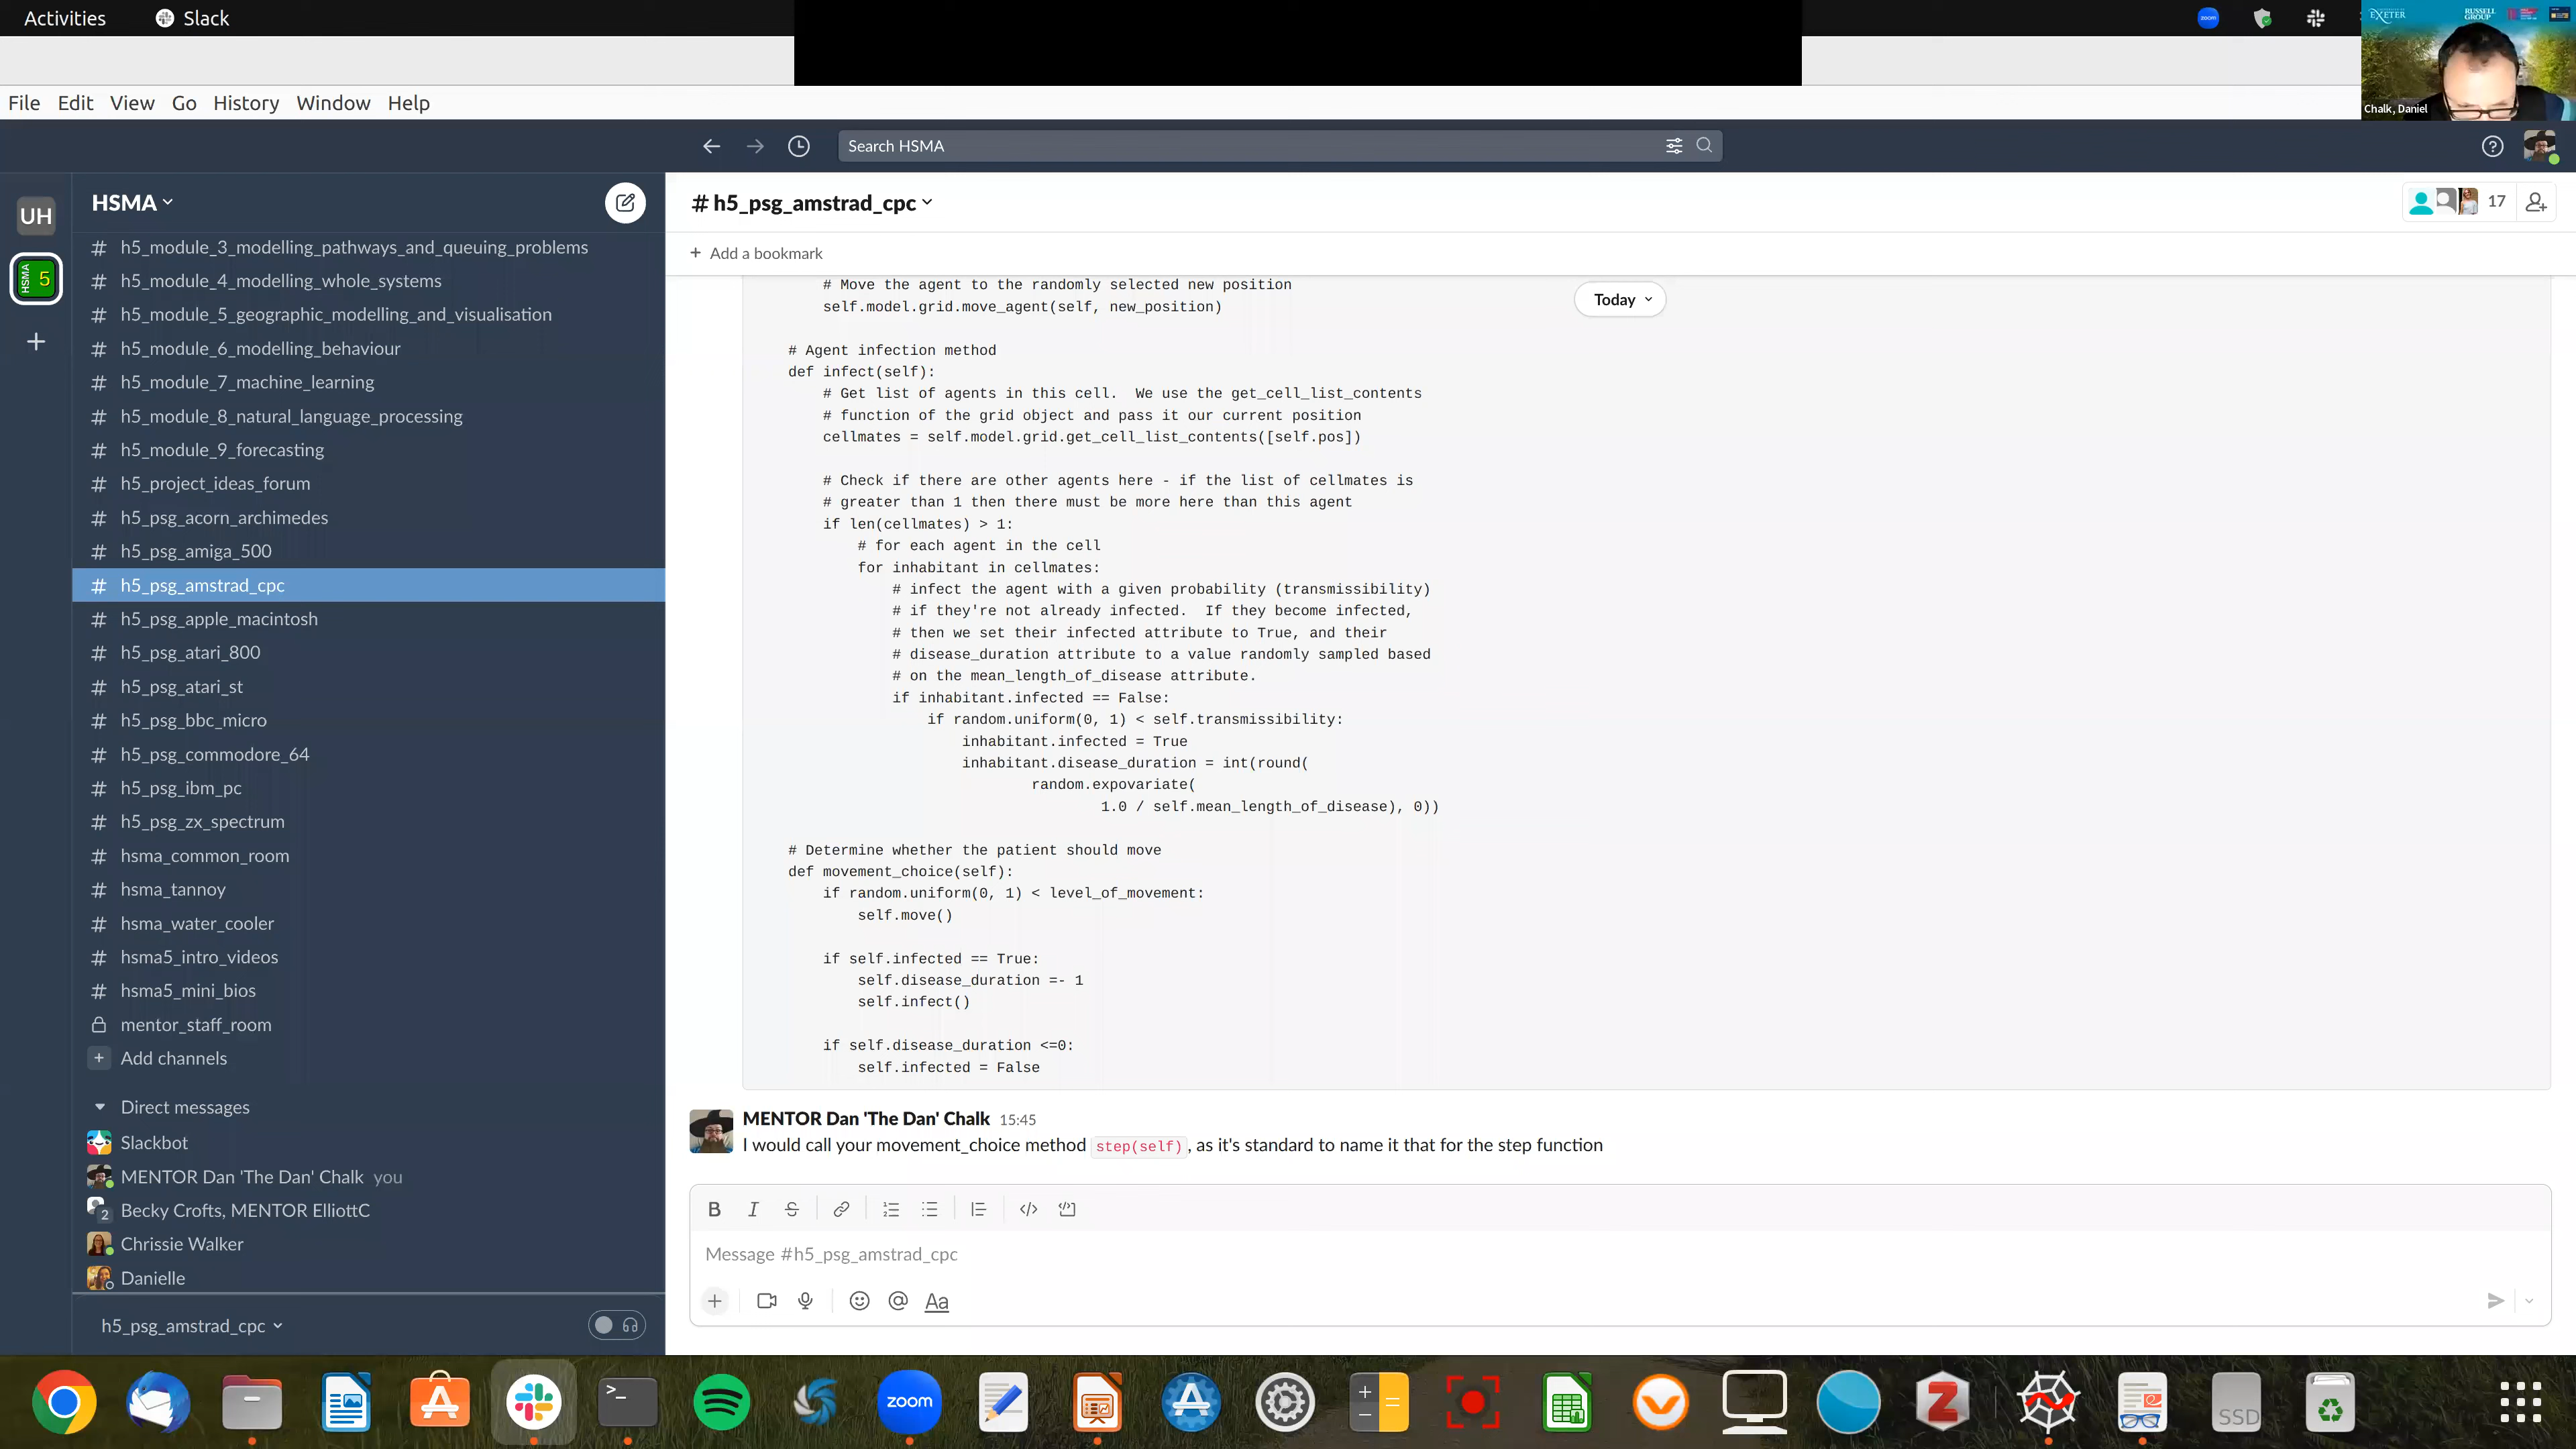 Activities
Slack
zoom
EXETER
RUSSELL
GROUP
Chalk, Daniel
File Edit View Go History Window Help
Search HSMA
UH
HSMA 5
HSMA
# h5_module_3_modelling_pathways_and_queuing_problems
# h5_module_4_modelling_whole_systems
# h5_module_5_geographic_modelling_and_visualisation
# h5_module_6_modelling_behaviour
# h5_module_7_machine_learning
# h5_module_8_natural_language_processing
# h5_module_9_forecasting
# h5_project_ideas_forum
# h5_psg_acorn_archimedes
# h5_psg_amiga_500
# h5_psg_amstrad_cpc
# h5_psg_apple_macintosh
# h5_psg_atari_800
# h5_psg_atari_st
# h5_psg_bbc_micro
# h5_psg_commodore_64
# h5_psg_ibm_pc
# h5_psg_zx_spectrum
# hsma_common_room
# hsma_tannoy
# hsma_water_cooler
# hsma5_intro_videos
# hsma5_mini_bios
mentor_staff_room
+ Add channels
Direct messages
Slackbot
MENTOR Dan 'The Dan' Chalk you
2 Becky Crofts, MENTOR ElliottC
Chrissie Walker
Danielle
h5_psg_amstrad_cpc
# h5_psg_amstrad_cpc
17
+ Add a bookmark
Today
# Move the agent to the randomly selected new position
self.model.grid.move_agent(self, new_position)
# Agent infection method
def infect(self):
# Get list of agents in this cell.  We use the get_cell_list_contents
# function of the grid object and pass it our current position
cellmates = self.model.grid.get_cell_list_contents([self.pos])
# Check if there are other agents here - if the list of cellmates is
# greater than 1 then there must be more here than this agent
if len(cellmates) > 1:
# for each agent in the cell
for inhabitant in cellmates:
# infect the agent with a given probability (transmissibility)
# if they're not already infected.  If they become infected,
# then we set their infected attribute to True, and their
# disease_duration attribute to a value randomly sampled based
# on the mean_length_of_disease attribute.
if inhabitant.infected == False:
if random.uniform(0, 1) < self.transmissibility:
inhabitant.infected = True
inhabitant.disease_duration = int(round(
random.expovariate(
1.0 / self.mean_length_of_disease), 0))
# Determine whether the patient should move
def movement_choice(self):
if random.uniform(0, 1) < level_of_movement:
self.move()
if self.infected == True:
self.disease_duration =- 1
self.infect()
if self.disease_duration <=0:
self.infected = False
MENTOR Dan 'The Dan' Chalk 15:45
I would call your movement_choice method step(self), as it's standard to name it that for the step function
B I S
Message #h5_psg_amstrad_cpc
Aa
zoom
SSD